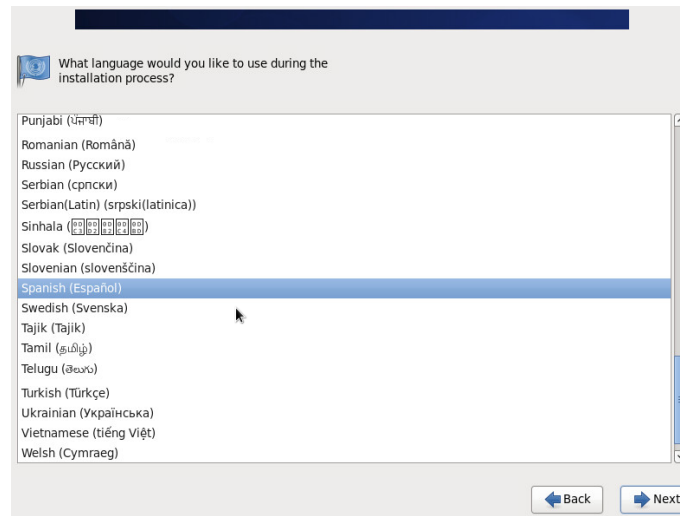 What language would you like to use during the
installation process?
Punjabi (ਪੰਜਾਬੀ)
Romanian (Română)
Russian (Русский)
Serbian (српски)
Serbian(Latin) (srpski(latinica))
Sinhala ()
Slovak (Slovenčina)
Slovenian (slovenščina)
Spanish (Español)
Swedish (Svenska)
Tajik (Tajik)
Tamil (தமிழ்)
Telugu (తెలుగు)
Turkish (Türkçe)
Ukrainian (Українська)
Vietnamese (tiếng Việt)
Welsh (Cymraeg)
Back
Next